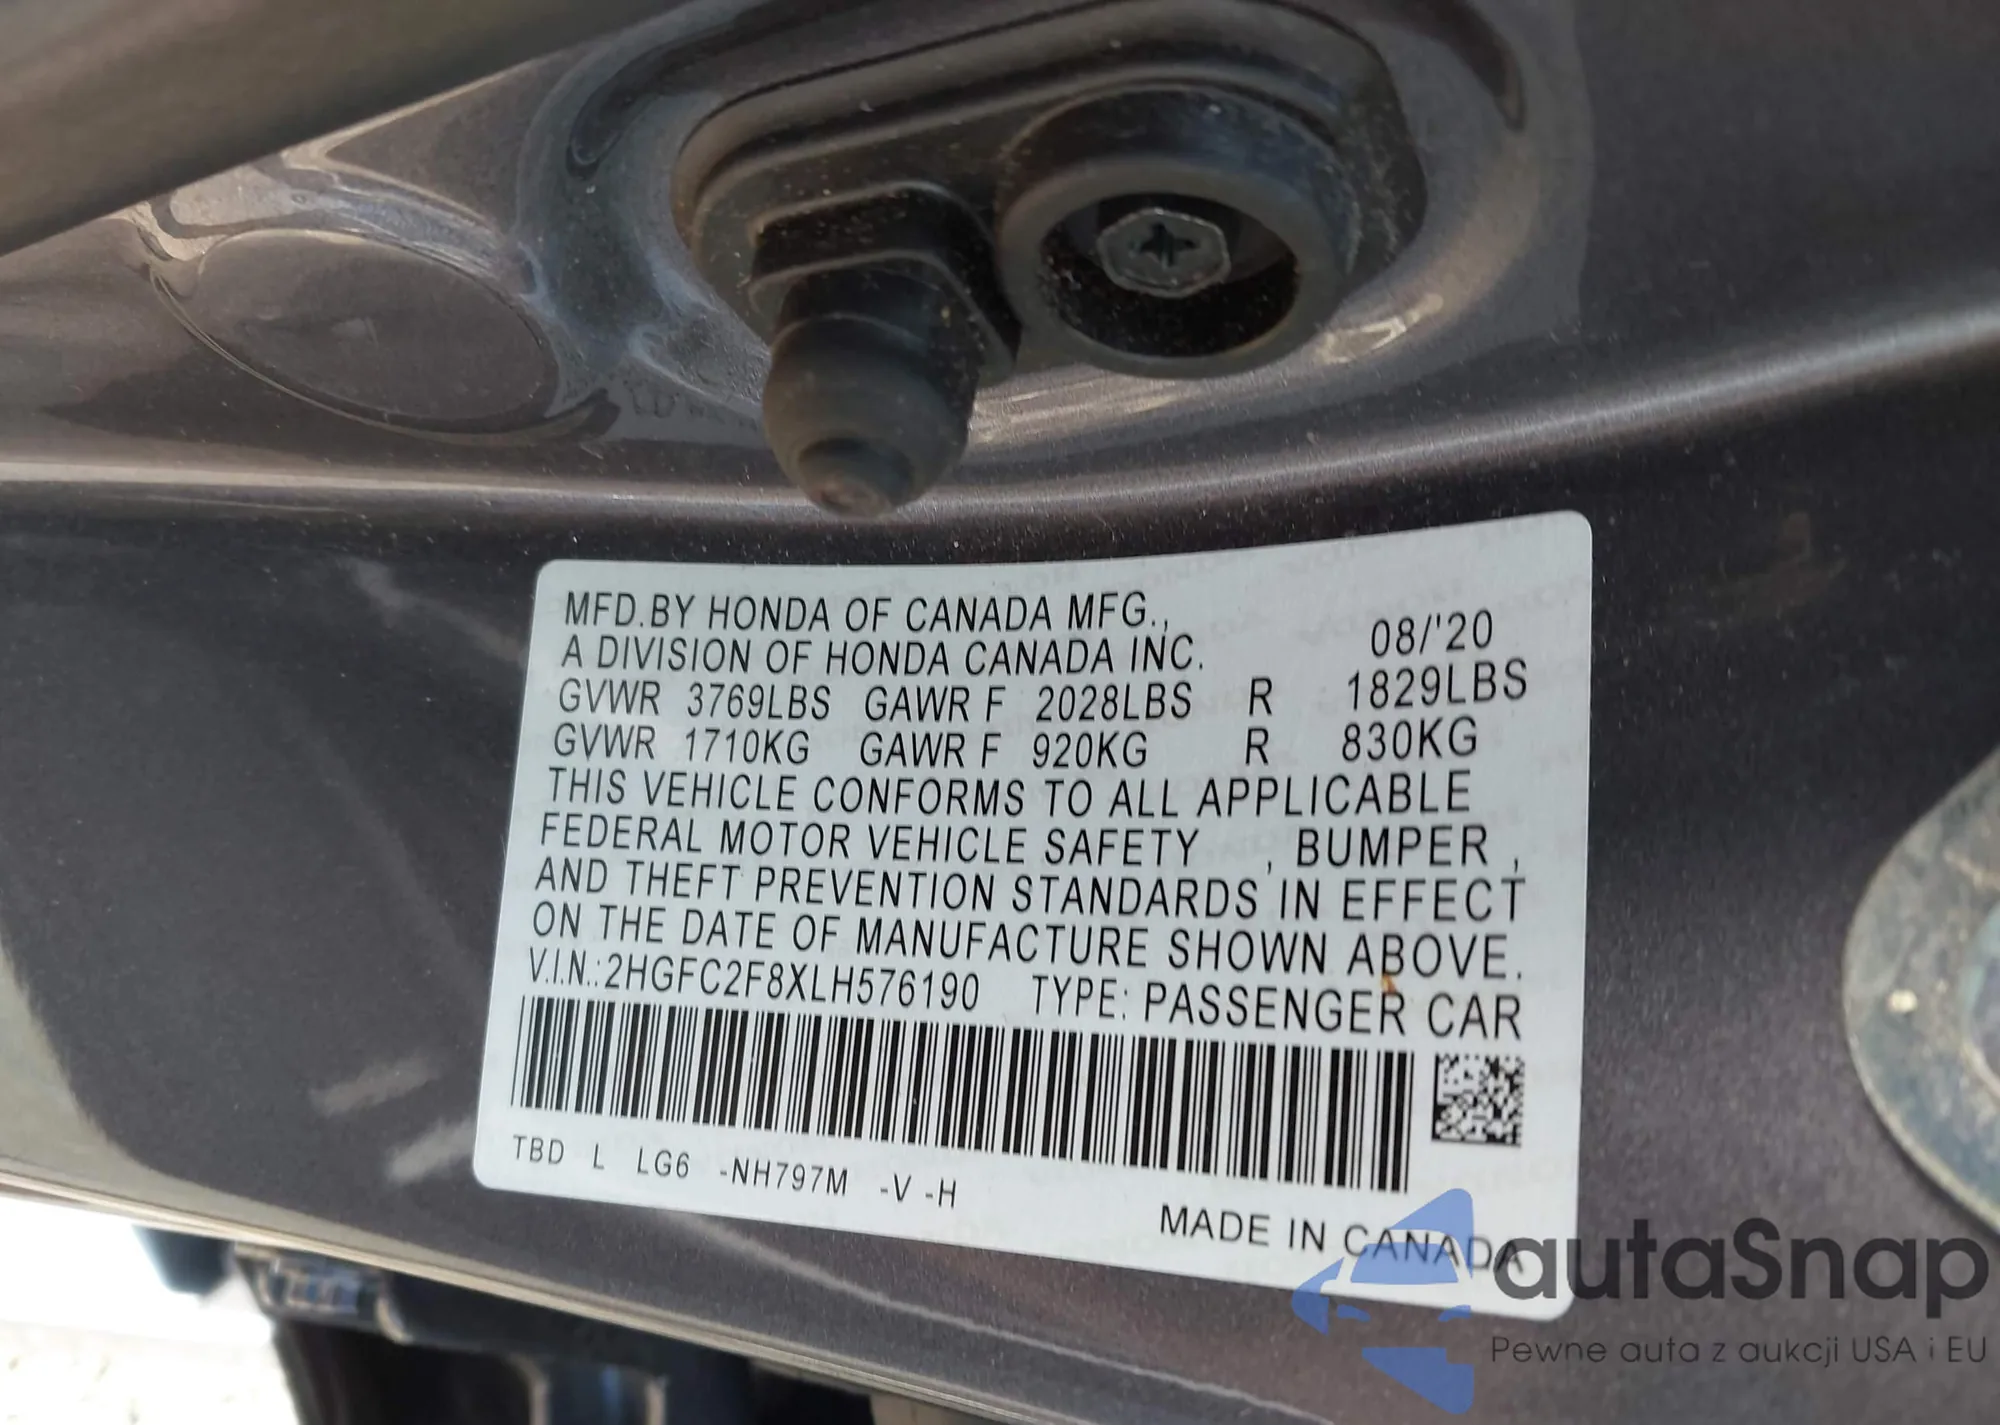 MFD.BY HONDA OF CANADA MFG.,
A DIVISION OF HONDA CANADA INC. 08/'20
GVWR 3769LBS GAWR F 2028LBS R 1829LBS
GVWR 1710KG GAWR F 920KG R 830KG
THIS VEHICLE CONFORMS TO ALL APPLICABLE
FEDERAL MOTOR VEHICLE SAFETY , BUMPER ,
AND THEFT PREVENTION STANDARDS IN EFFECT
ON THE DATE OF MANUFACTURE SHOWN ABOVE.
V.I.N.:2HGFC2F8XLH576190 TYPE: PASSENGER CAR
TBD L LG6 -NH797M -V -H
MADE IN CANADA
autaSnap
Pewne auta z aukcji USA i EU